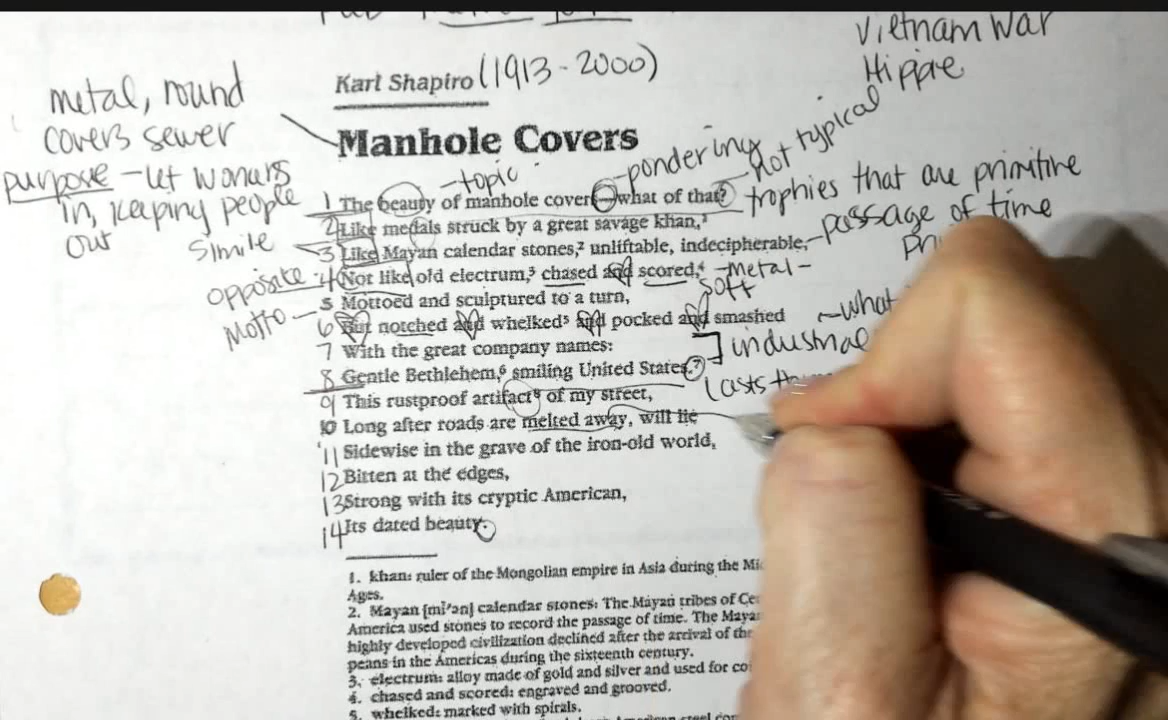 Vietnam War
Hippie
Karl Shapiro (1913-2000)
metal, round
covers sewer
purpose - let workers
in, keeping people
out
Manhole Covers
-topic
-pondering
-not typical
1 The beauty of manhole covers—what of that?
trophies that are primitive
2 Like medals struck by a great savage khan,¹
simile
3 Like Mayan calendar stones,² unliftable, indecipherable,
-passage of time
opposite
4 Not like old electrum,³ chased and scored,⁴
-metal-
soft
Motto
5 Mottoed and sculptured to a turn,
6 But notched and whelked⁵ and pocked and smashed
~what
7 With the great company names:
industrial
8 Gentle Bethlehem,⁶ smiling United States.⁷
9 This rustproof artifact⁸ of my street,
Lasts
10 Long after roads are melted away, will lie
11 Sidewise in the grave of the iron-old world,
12 Bitten at the edges,
13 Strong with its cryptic American,
14 Its dated beauty.
1. khan: ruler of the Mongolian empire in Asia during the
Ages.
2. Mayan [mī'ən] calendar stones: The Mayan tribes of
America used stones to record the passage of time. The
highly developed civilization declined after the arrival of
peans in the Americas during the sixteenth century.
3. electrum: alloy made of gold and silver and used for
4. chased and scored: engraved and grooved.
5. whelked: marked with spirals.